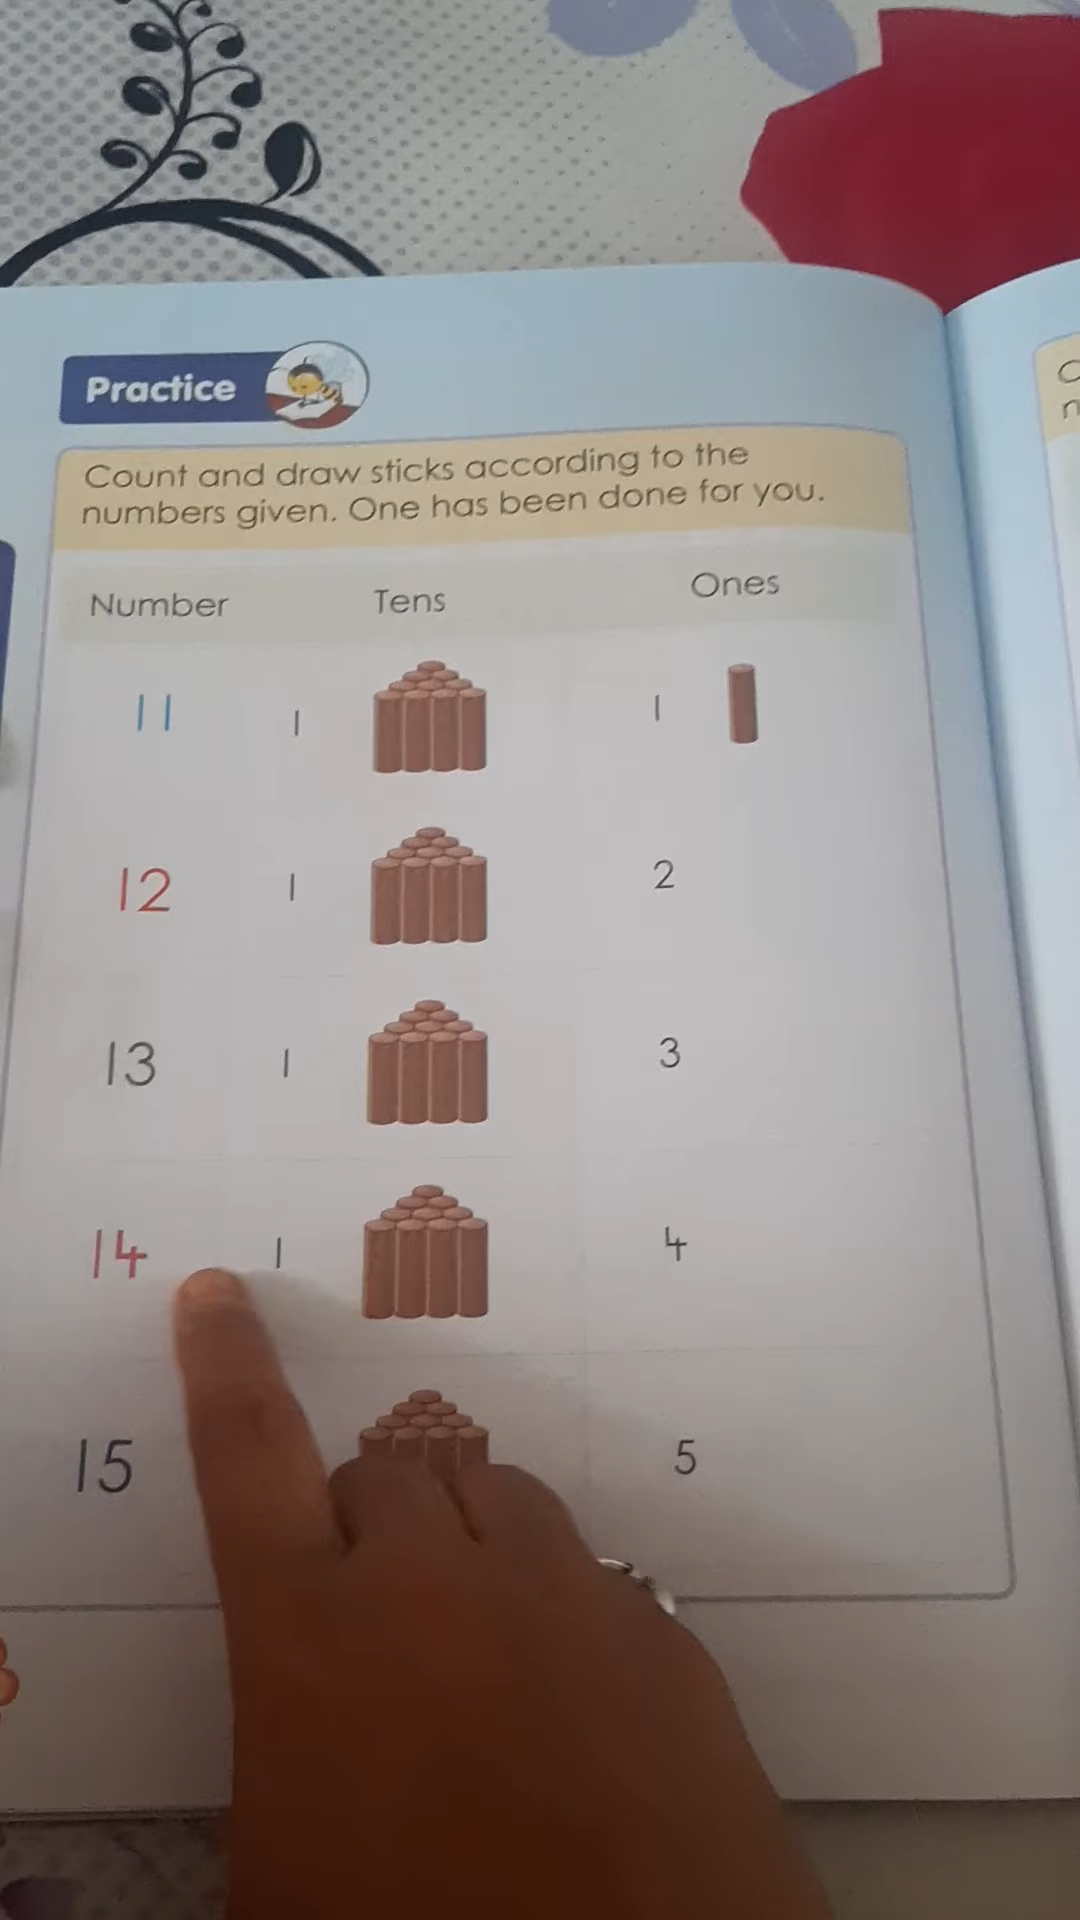 Practice
Count and draw sticks according to the
numbers given. One has been done for you.
Number Tens Ones
11 1 1
12 1 2
13 1 3
14 1 4
15 5